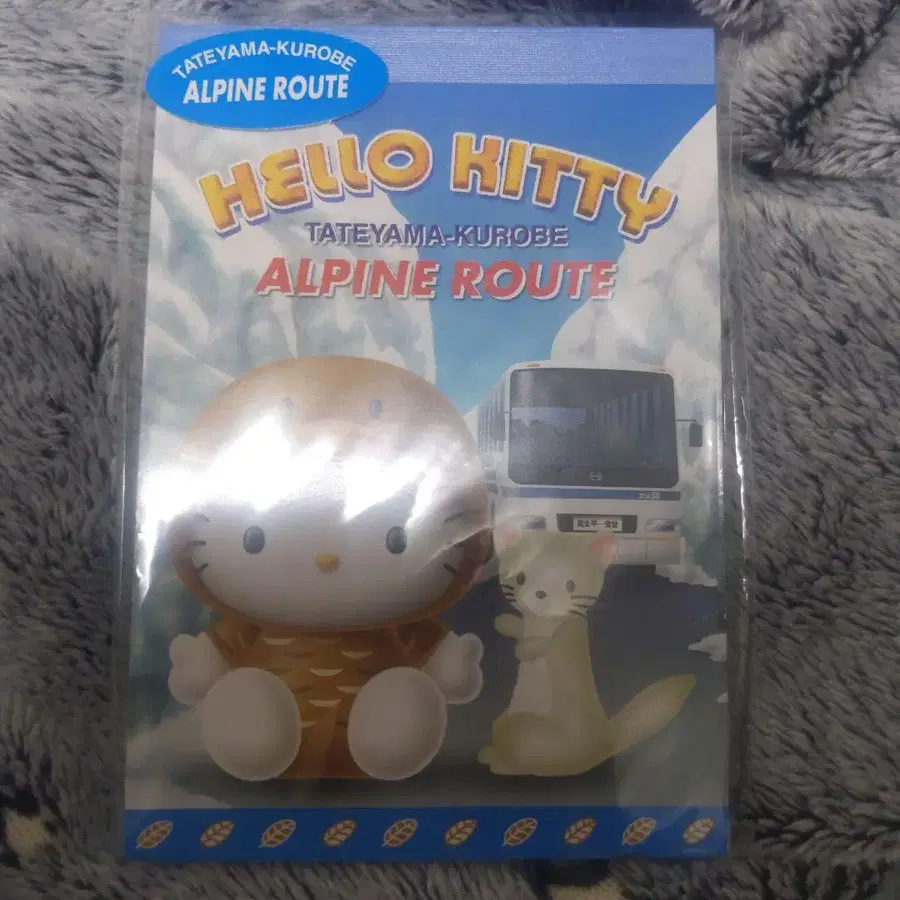 TATEYAMA-KUROBE
ALPINE ROUTE
HELLO KITTY
TATEYAMA-KUROBE
ALPINE ROUTE